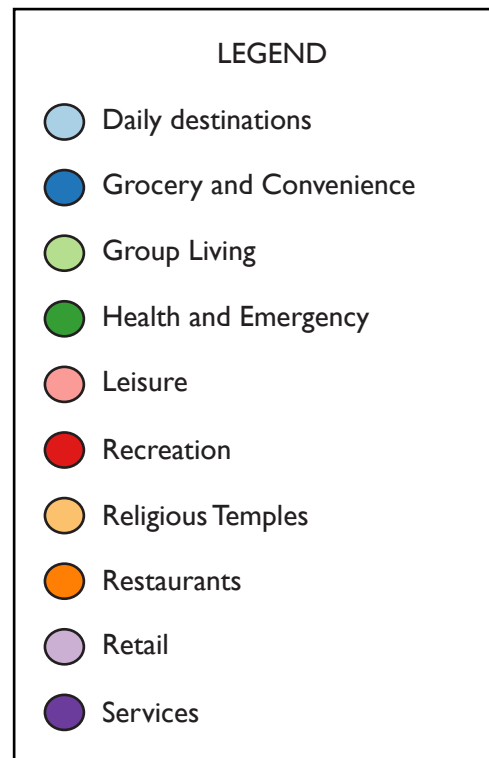 LEGEND
Daily destinations
Grocery and Convenience
Group Living
Health and Emergency
Leisure
Recreation
Religious Temples
Restaurants
Retail
Services